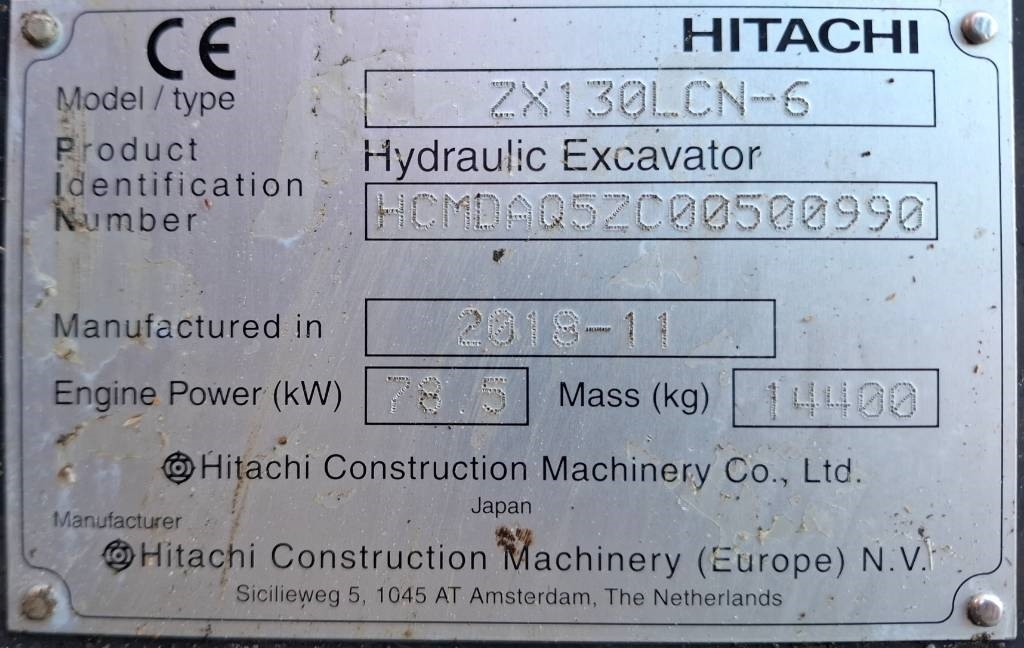 CE HITACHI
Model / type ZX130LCN-6
Product Hydraulic Excavator
Identification
Number HCMDAQ5ZC00500990
Manufactured in 2018-11
Engine Power (kW) 78.5 Mass (kg) 14400
Hitachi Construction Machinery Co., Ltd.
Japan
Manufacturer
Hitachi Construction Machinery (Europe) N.V.
Sicilieweg 5, 1045 AT Amsterdam, The Netherlands